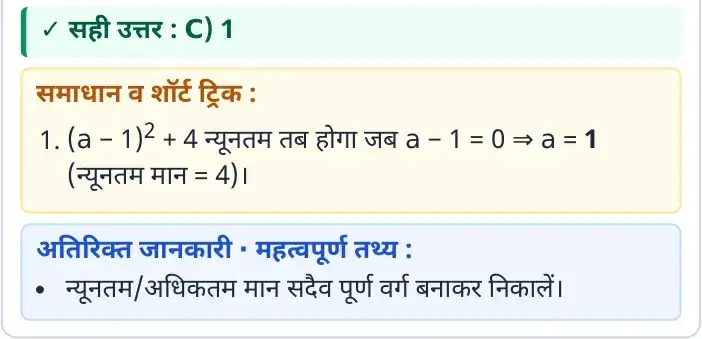 ✓ सही उत्तर : C) 1
समाधान व शॉर्ट ट्रिक :
1. (a − 1)² + 4 न्यूनतम तब होगा जब a − 1 = 0 ⇒ a = 1
(न्यूनतम मान = 4)।
अतिरिक्त जानकारी · महत्वपूर्ण तथ्य :
• न्यूनतम/अधिकतम मान सदैव पूर्ण वर्ग बनाकर निकालें।